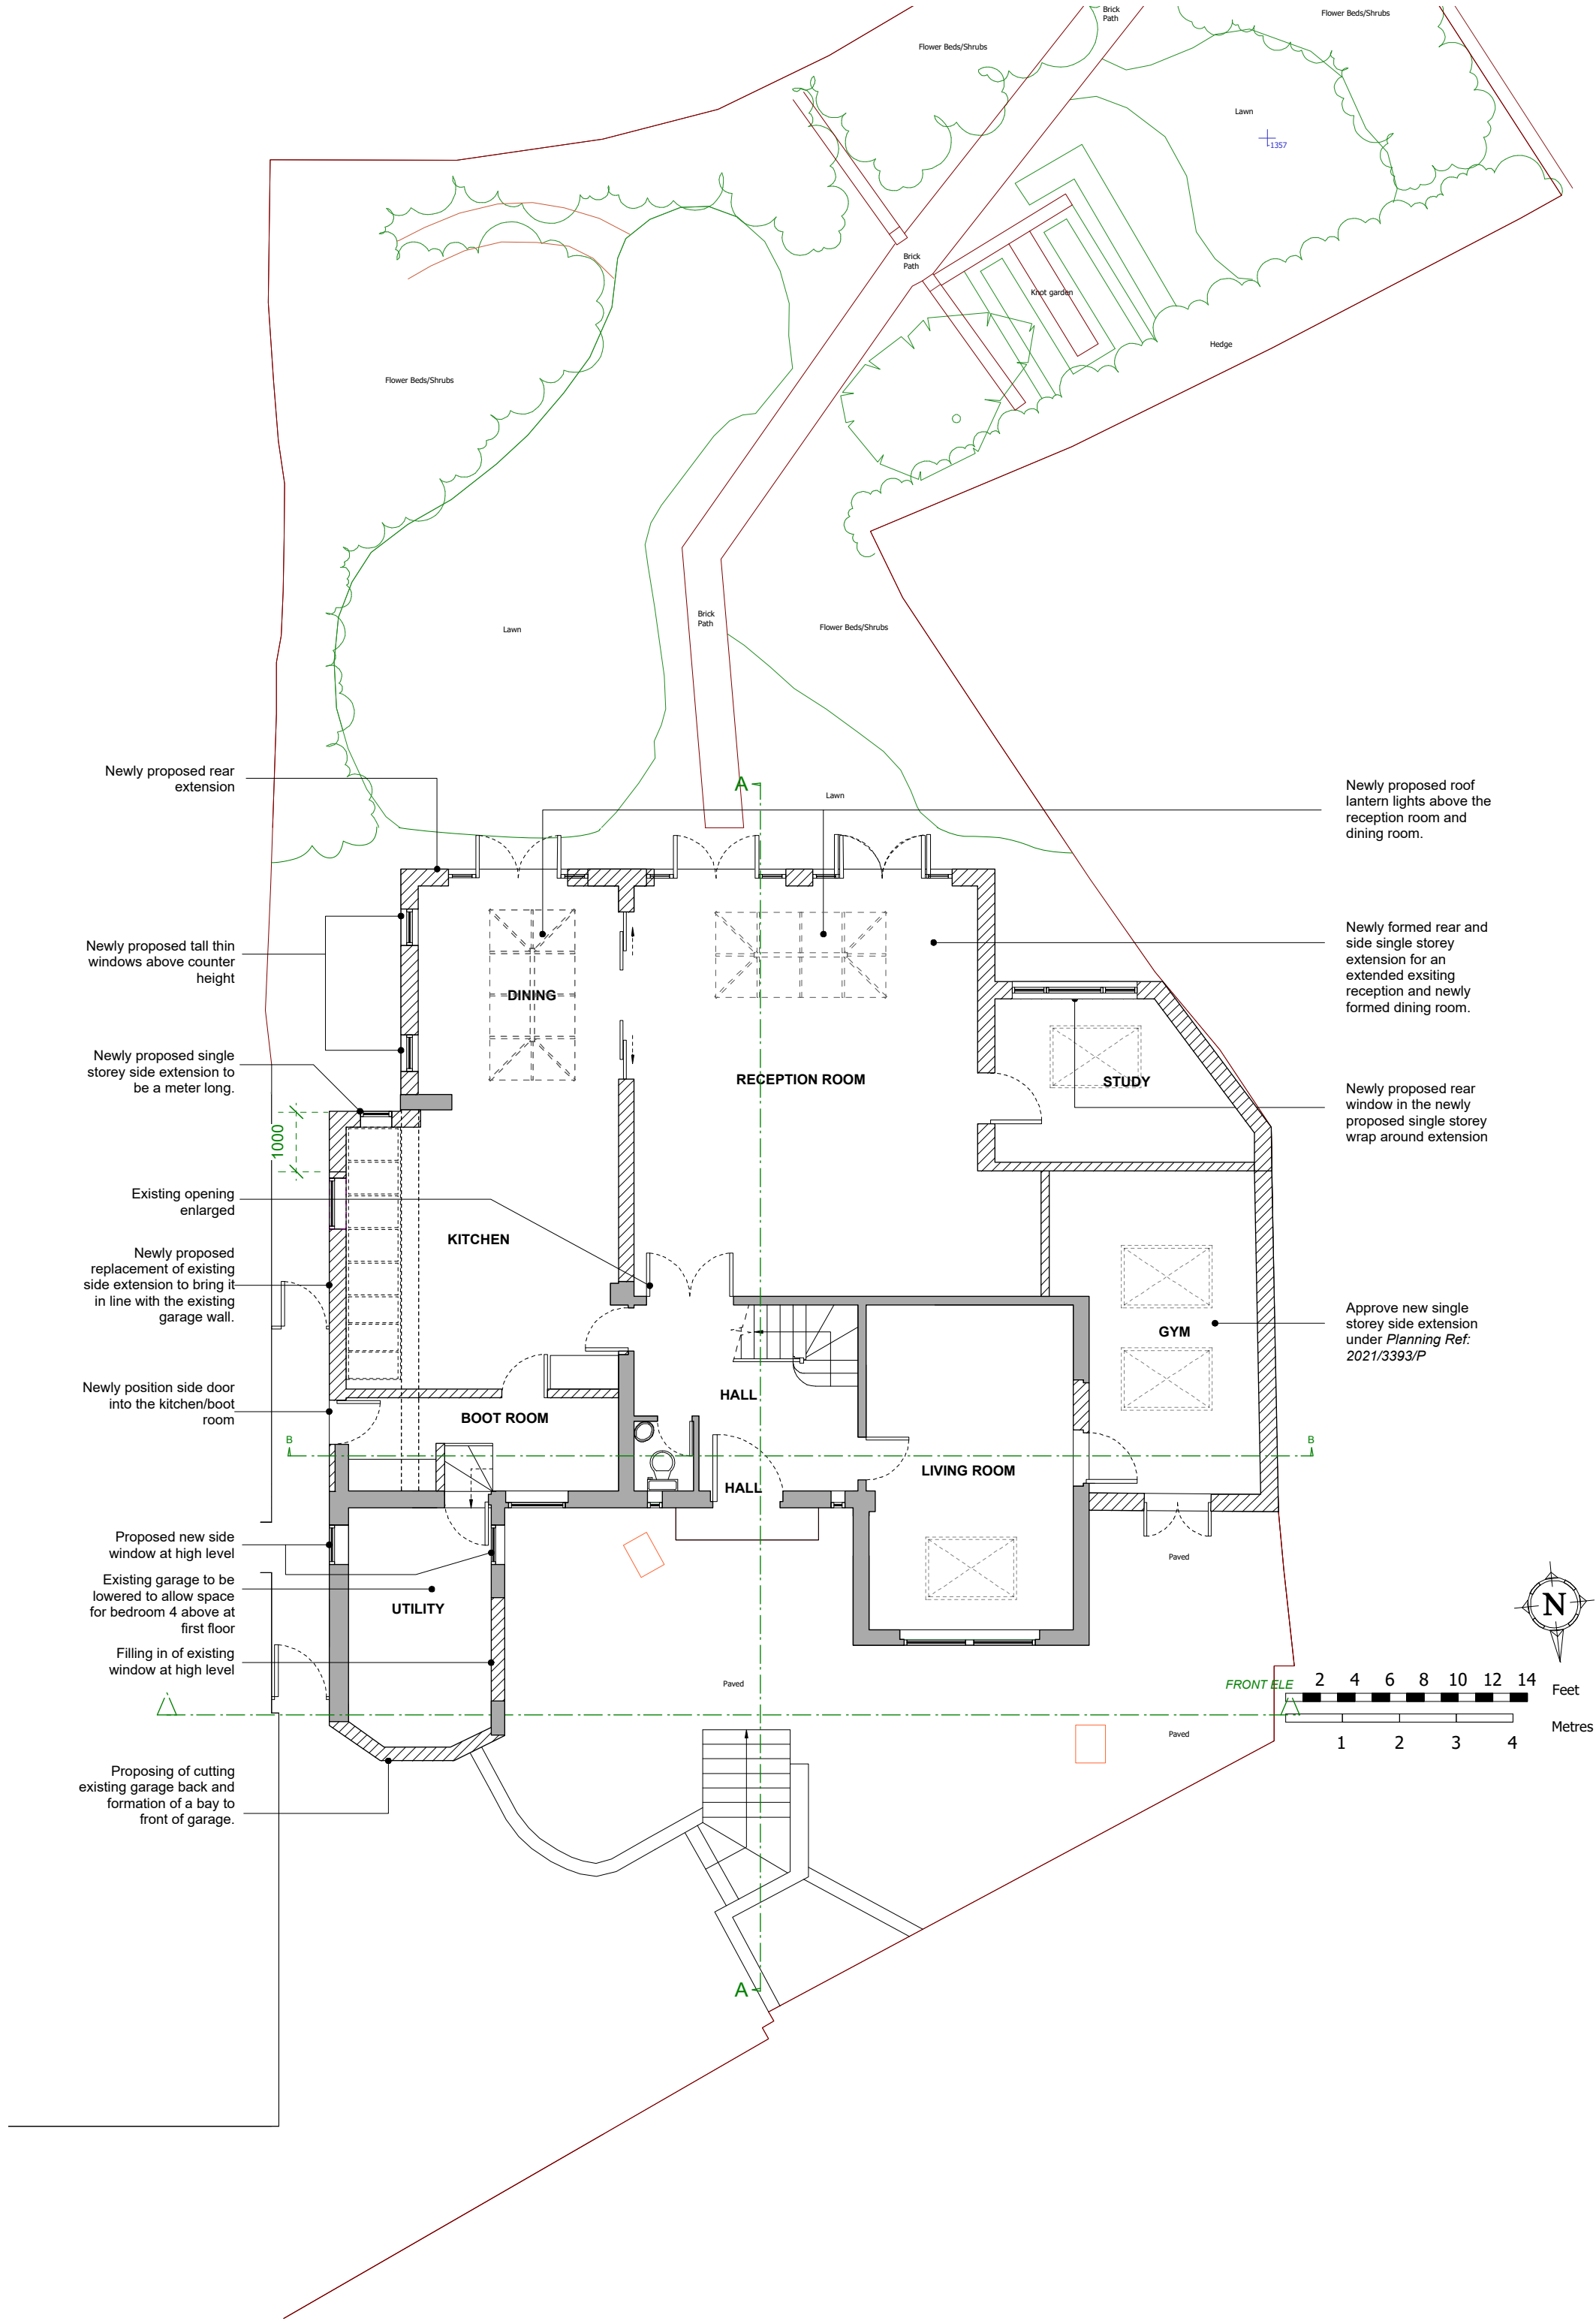 Brick
Path
Flower Beds/Shrubs
Flower Beds/Shrubs
Lawn
-1357
Brick
Path
Knot garden
Hedge
Flower Beds/Shrubs
Brick
Path
Lawn
Flower Beds/Shrubs
Newly proposed rear
extension
A
Lawn
Newly proposed roof
lantern lights above the
reception room and
dining room.
Newly proposed tall thin
windows above counter
height
Newly formed rear and
side single storey
extension for an
extended exsiting
reception and newly
formed dining room.
DINING
Newly proposed single
storey side extension to
be a meter long.
RECEPTION ROOM
STUDY
Newly proposed rear
window in the newly
proposed single storey
wrap around extension
1000
Existing opening
enlarged
KITCHEN
Newly proposed
replacement of existing
side extension to bring it
in line with the existing
garage wall.
GYM
Approve new single
storey side extension
under Planning Ref:
2021/3393/P
Newly position side door
into the kitchen/boot
room
HALL
BOOT ROOM
B
B
LIVING ROOM
HALL
Proposed new side
window at high level
Paved
Existing garage to be
lowered to allow space
for bedroom 4 above at
first floor
UTILITY
N
Filling in of existing
window at high level
Paved
FRONT ELE
2 4 6 8 10 12 14
Feet
Metres
1 2 3 4
Paved
Proposing of cutting
existing garage back and
formation of a bay to
front of garage.
A